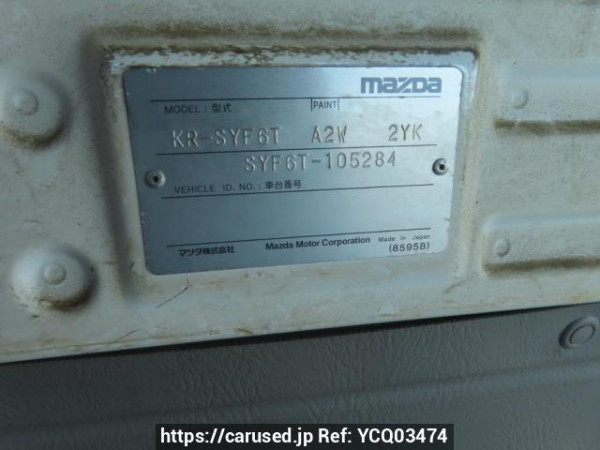 mazda
MODEL : 型式 PAINT
KR-SYF6T A2W 2YK
SYF6T-105284
VEHICLE ID. NO. : 車台番号
マツダ株式会社 Mazda Motor Corporation Made in Japan
(8595B)
https://carused.jp Ref: YCQ03474